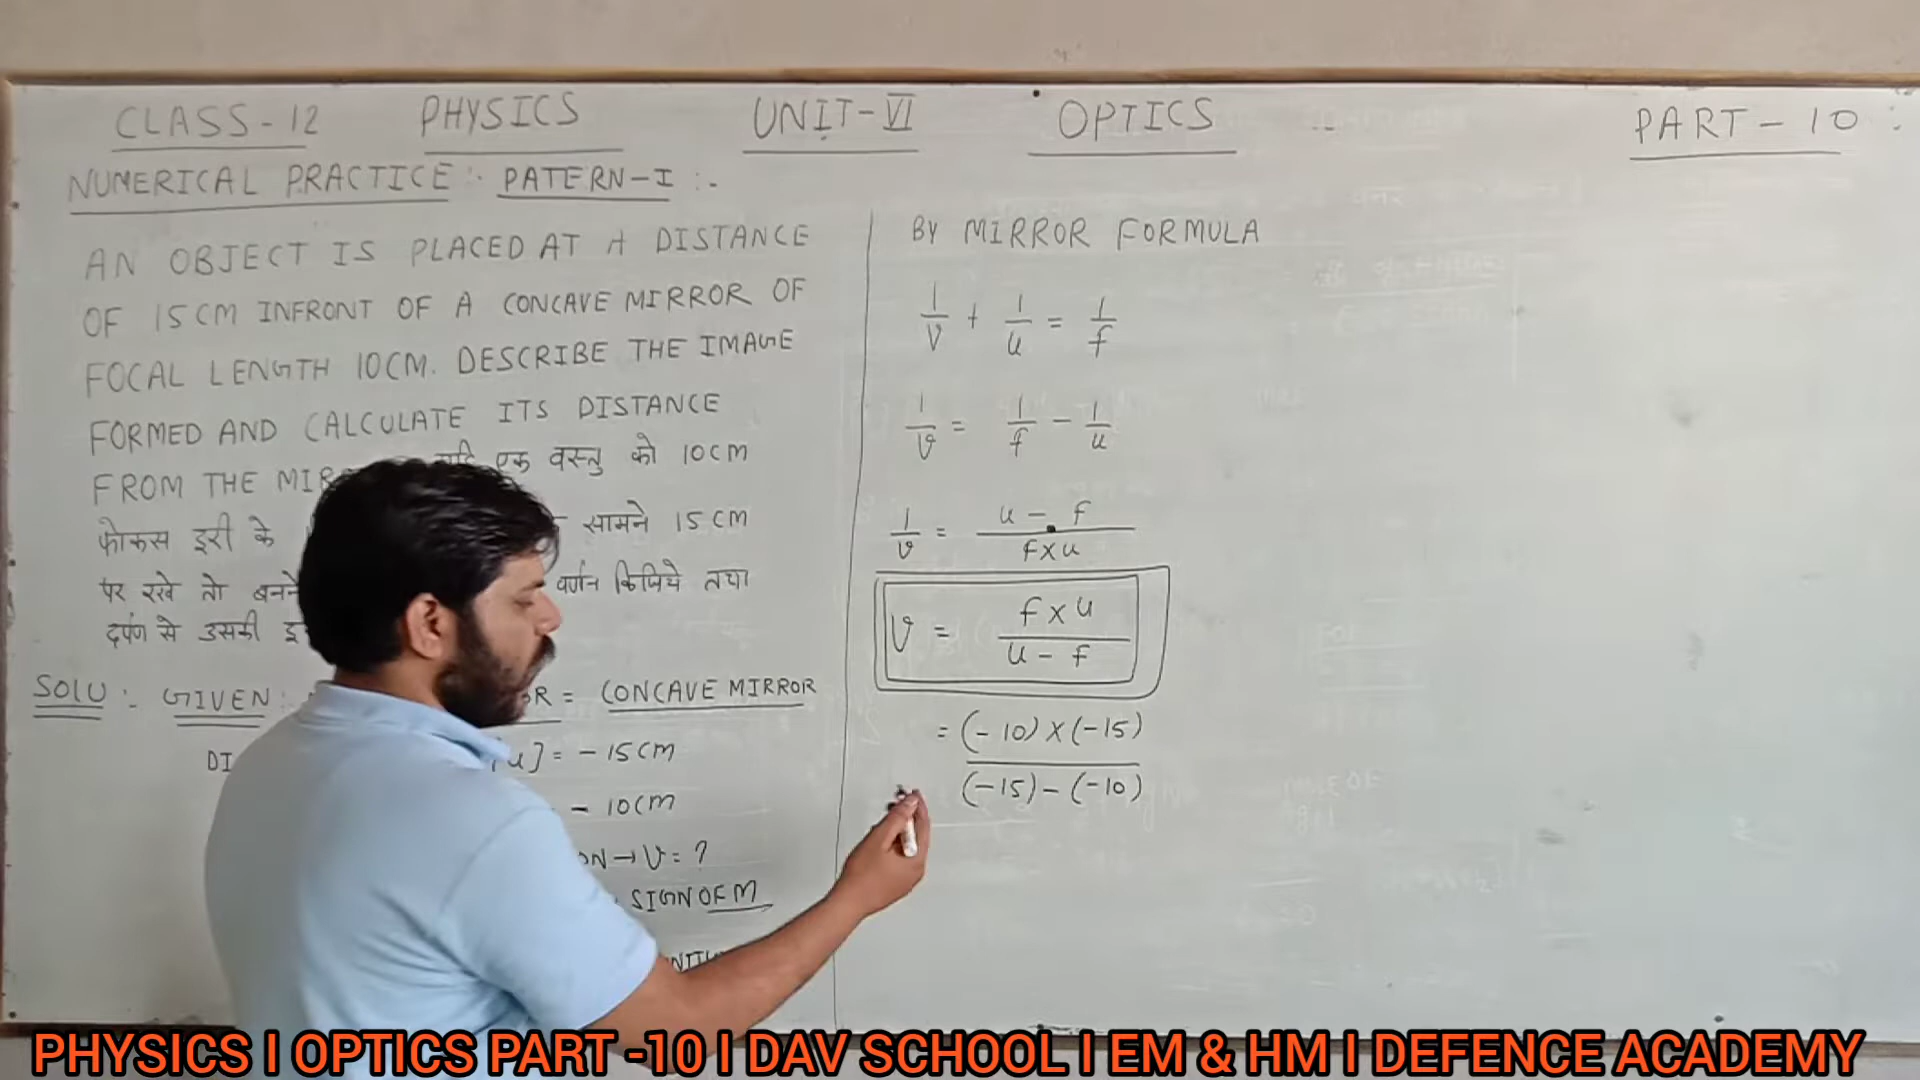 CLASS-12 PHYSICS UNIT-VI OPTICS PART-10
NUMERICAL PRACTICE :- PATERN-I :-
AN OBJECT IS PLACED AT A DISTANCE
OF 15CM INFRONT OF A CONCAVE MIRROR OF
FOCAL LENGTH 10CM. DESCRIBE THE IMAGE
FORMED AND CALCULATE ITS DISTANCE
FROM THE एक वस्तु को 10CM
फोकस दूरी के सामने 15CM
पर रखे तो वर्णन किजिये तथा
दर्पण से उसकी
SOLU:- GIVEN: = CONCAVE MIRROR
[u] = -15CM
- 10CM
→ V = ?
SIGN OF M
BY MIRROR FORMULA
1/V + 1/u = 1/f
1/v = 1/f - 1/u
1/v = u - f / f×u
V = f × u / u - f
= (-10) × (-15) / (-15) - (-10)
PHYSICS I OPTICS PART -10 I DAV SCHOOL I EM & HM I DEFENCE ACADEMY